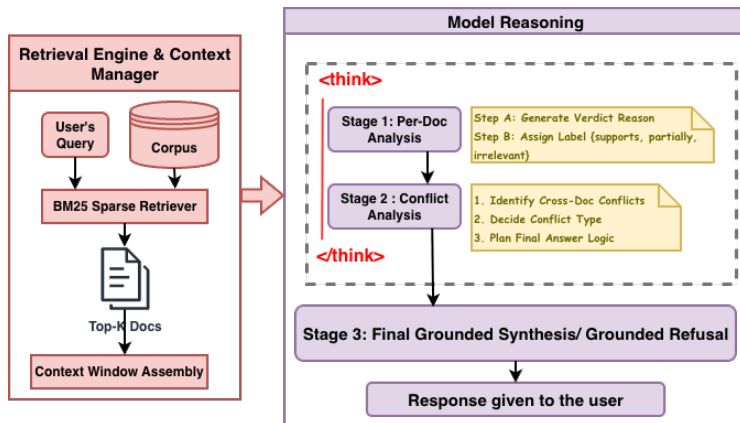 Retrieval Engine & Context
Manager
User's
Query
Corpus
BM25 Sparse Retriever
Top-K Docs
Context Window Assembly
Model Reasoning
<think>
Stage 1: Per-Doc
Analysis
Step A: Generate Verdict Reason
Step B: Assign Label {supports, partially,
irrelevant}
Stage 2 : Conflict
Analysis
1. Identify Cross-Doc Conflicts
2. Decide Conflict Type
3. Plan Final Answer Logic
</think>
Stage 3: Final Grounded Synthesis/ Grounded Refusal
Response given to the user